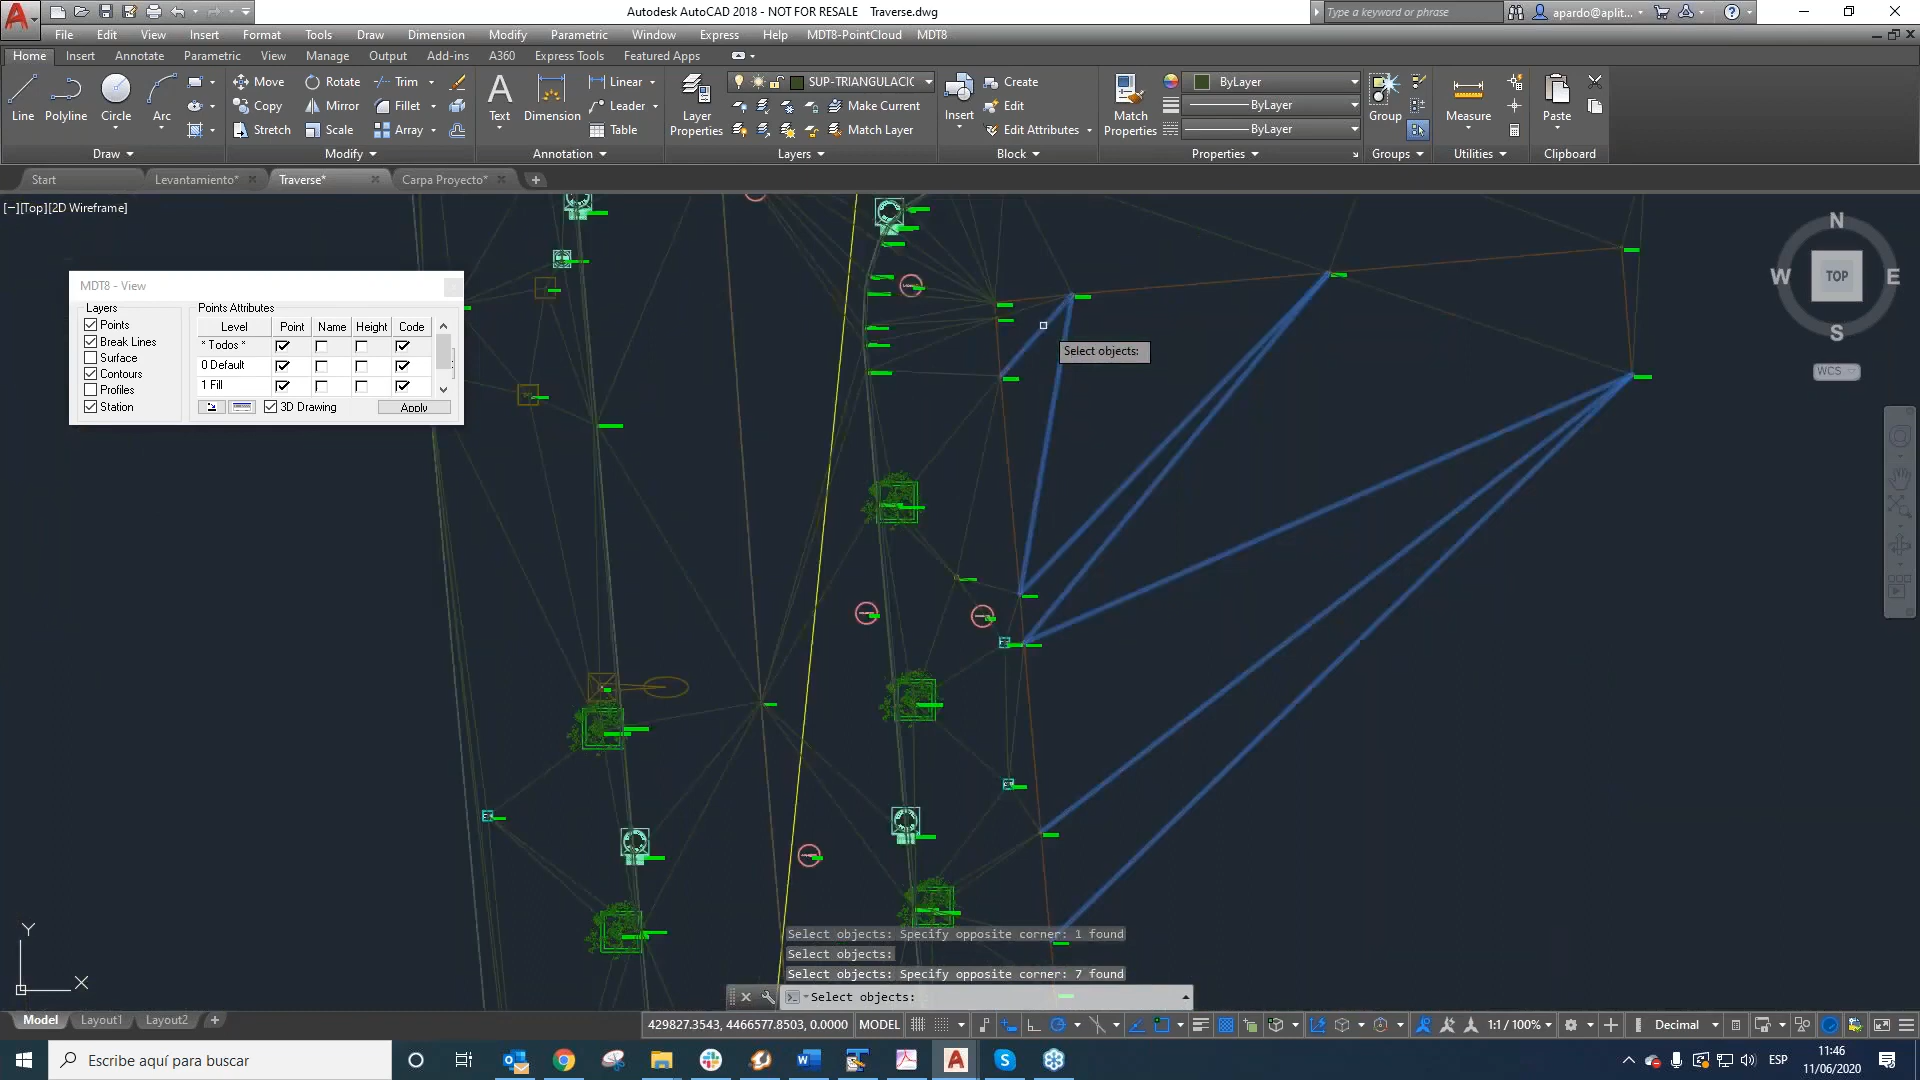 Autodesk AutoCAD 2018 - NOT FOR RESALE Traverse.dwg
Type a keyword or phrase
apardo@aplit...
File Edit View Insert Format Tools Draw Dimension Modify Parametric Window Express Help MDT8-PointCloud MDT8
Home Insert Annotate Parametric View Manage Output Add-ins A360 Express Tools Featured Apps
Line Polyline Circle Arc
Draw
Move Rotate Trim
Copy Mirror Fillet
Stretch Scale Array
Modify
Text Dimension
Linear
Leader
Table
Annotation
Layer Properties
SUP-TRIANGULACIC
Make Current
Match Layer
Layers
Insert
Create
Edit
Edit Attributes
Block
Match Properties
ByLayer
ByLayer
ByLayer
Properties
Group
Groups
Measure
Utilities
Paste
Clipboard
Start Levantamiento* Traverse* Carpa Proyecto*
[−][Top][2D Wireframe]
N
W TOP E
S
WCS
MDT8 - View
Layers
Points
Break Lines
Surface
Contours
Profiles
Station
Points Attributes
Level Point Name Height Code
* Todos *
0 Default
1 Fill
3D Drawing
Apply
Select objects:
Y
X
Select objects: Specify opposite corner: 1 found
Select objects:
Select objects: Specify opposite corner: 7 found
Select objects:
Model Layout1 Layout2
429827.3543, 4466577.8503, 0.0000 MODEL
1:1 / 100%
Decimal
Escribe aquí para buscar
ESP
11:46
11/06/2020